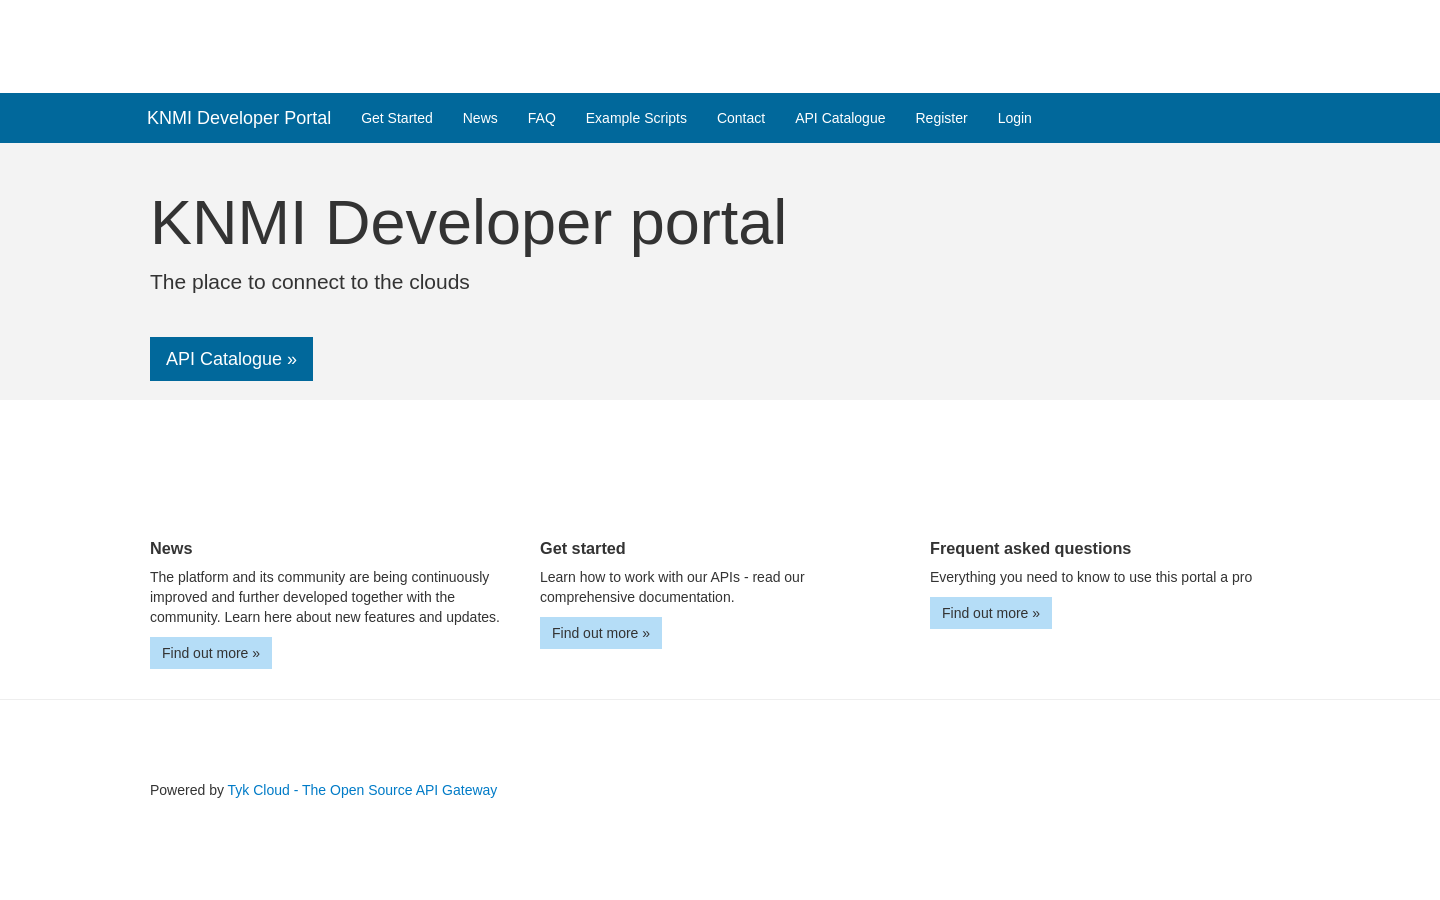 KNMI Developer Portal Get Started News FAQ Example Scripts Contact API Catalogue Register Login
KNMI Developer portal
The place to connect to the clouds
API Catalogue »
News
The platform and its community are being continuously
improved and further developed together with the
community. Learn here about new features and updates.
Find out more »
Get started
Learn how to work with our APIs - read our
comprehensive documentation.
Find out more »
Frequent asked questions
Everything you need to know to use this portal a pro
Find out more »
Powered by Tyk Cloud - The Open Source API Gateway